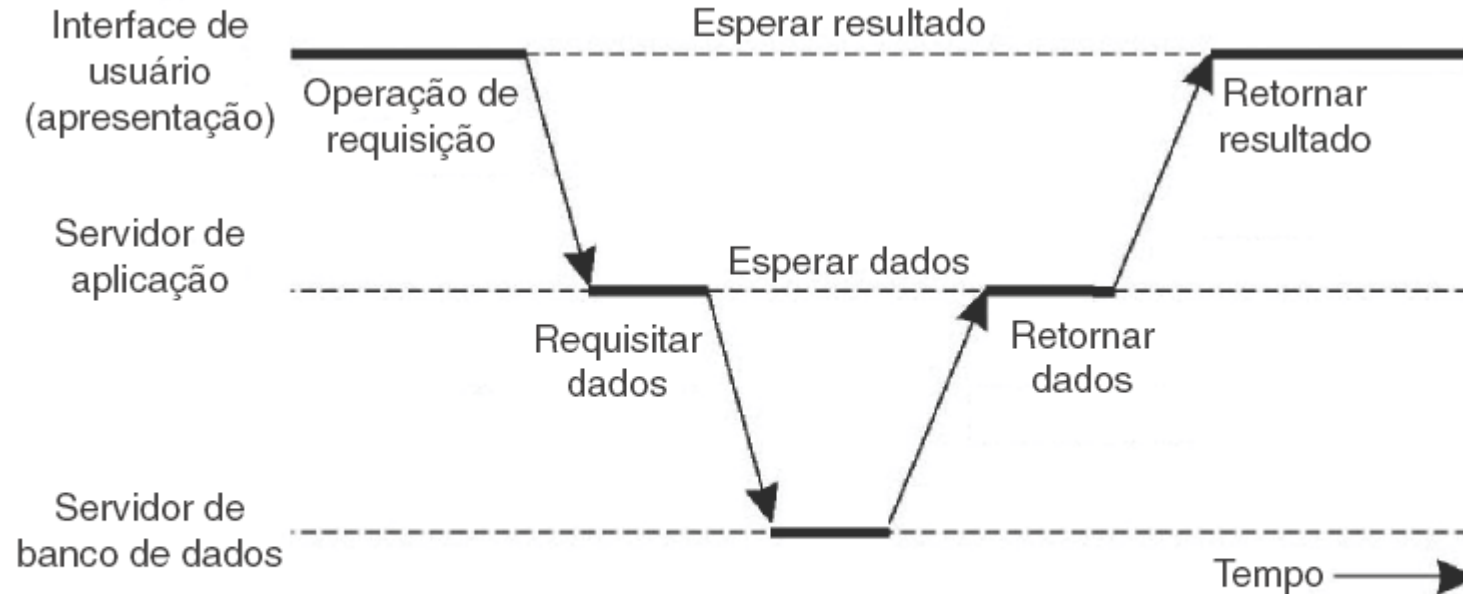 Interface de
usuário
(apresentação)
Esperar resultado
Operação de
requisição
Retornar
resultado
Servidor de
aplicação
Esperar dados
Requisitar
dados
Retornar
dados
Servidor de
banco de dados
Tempo